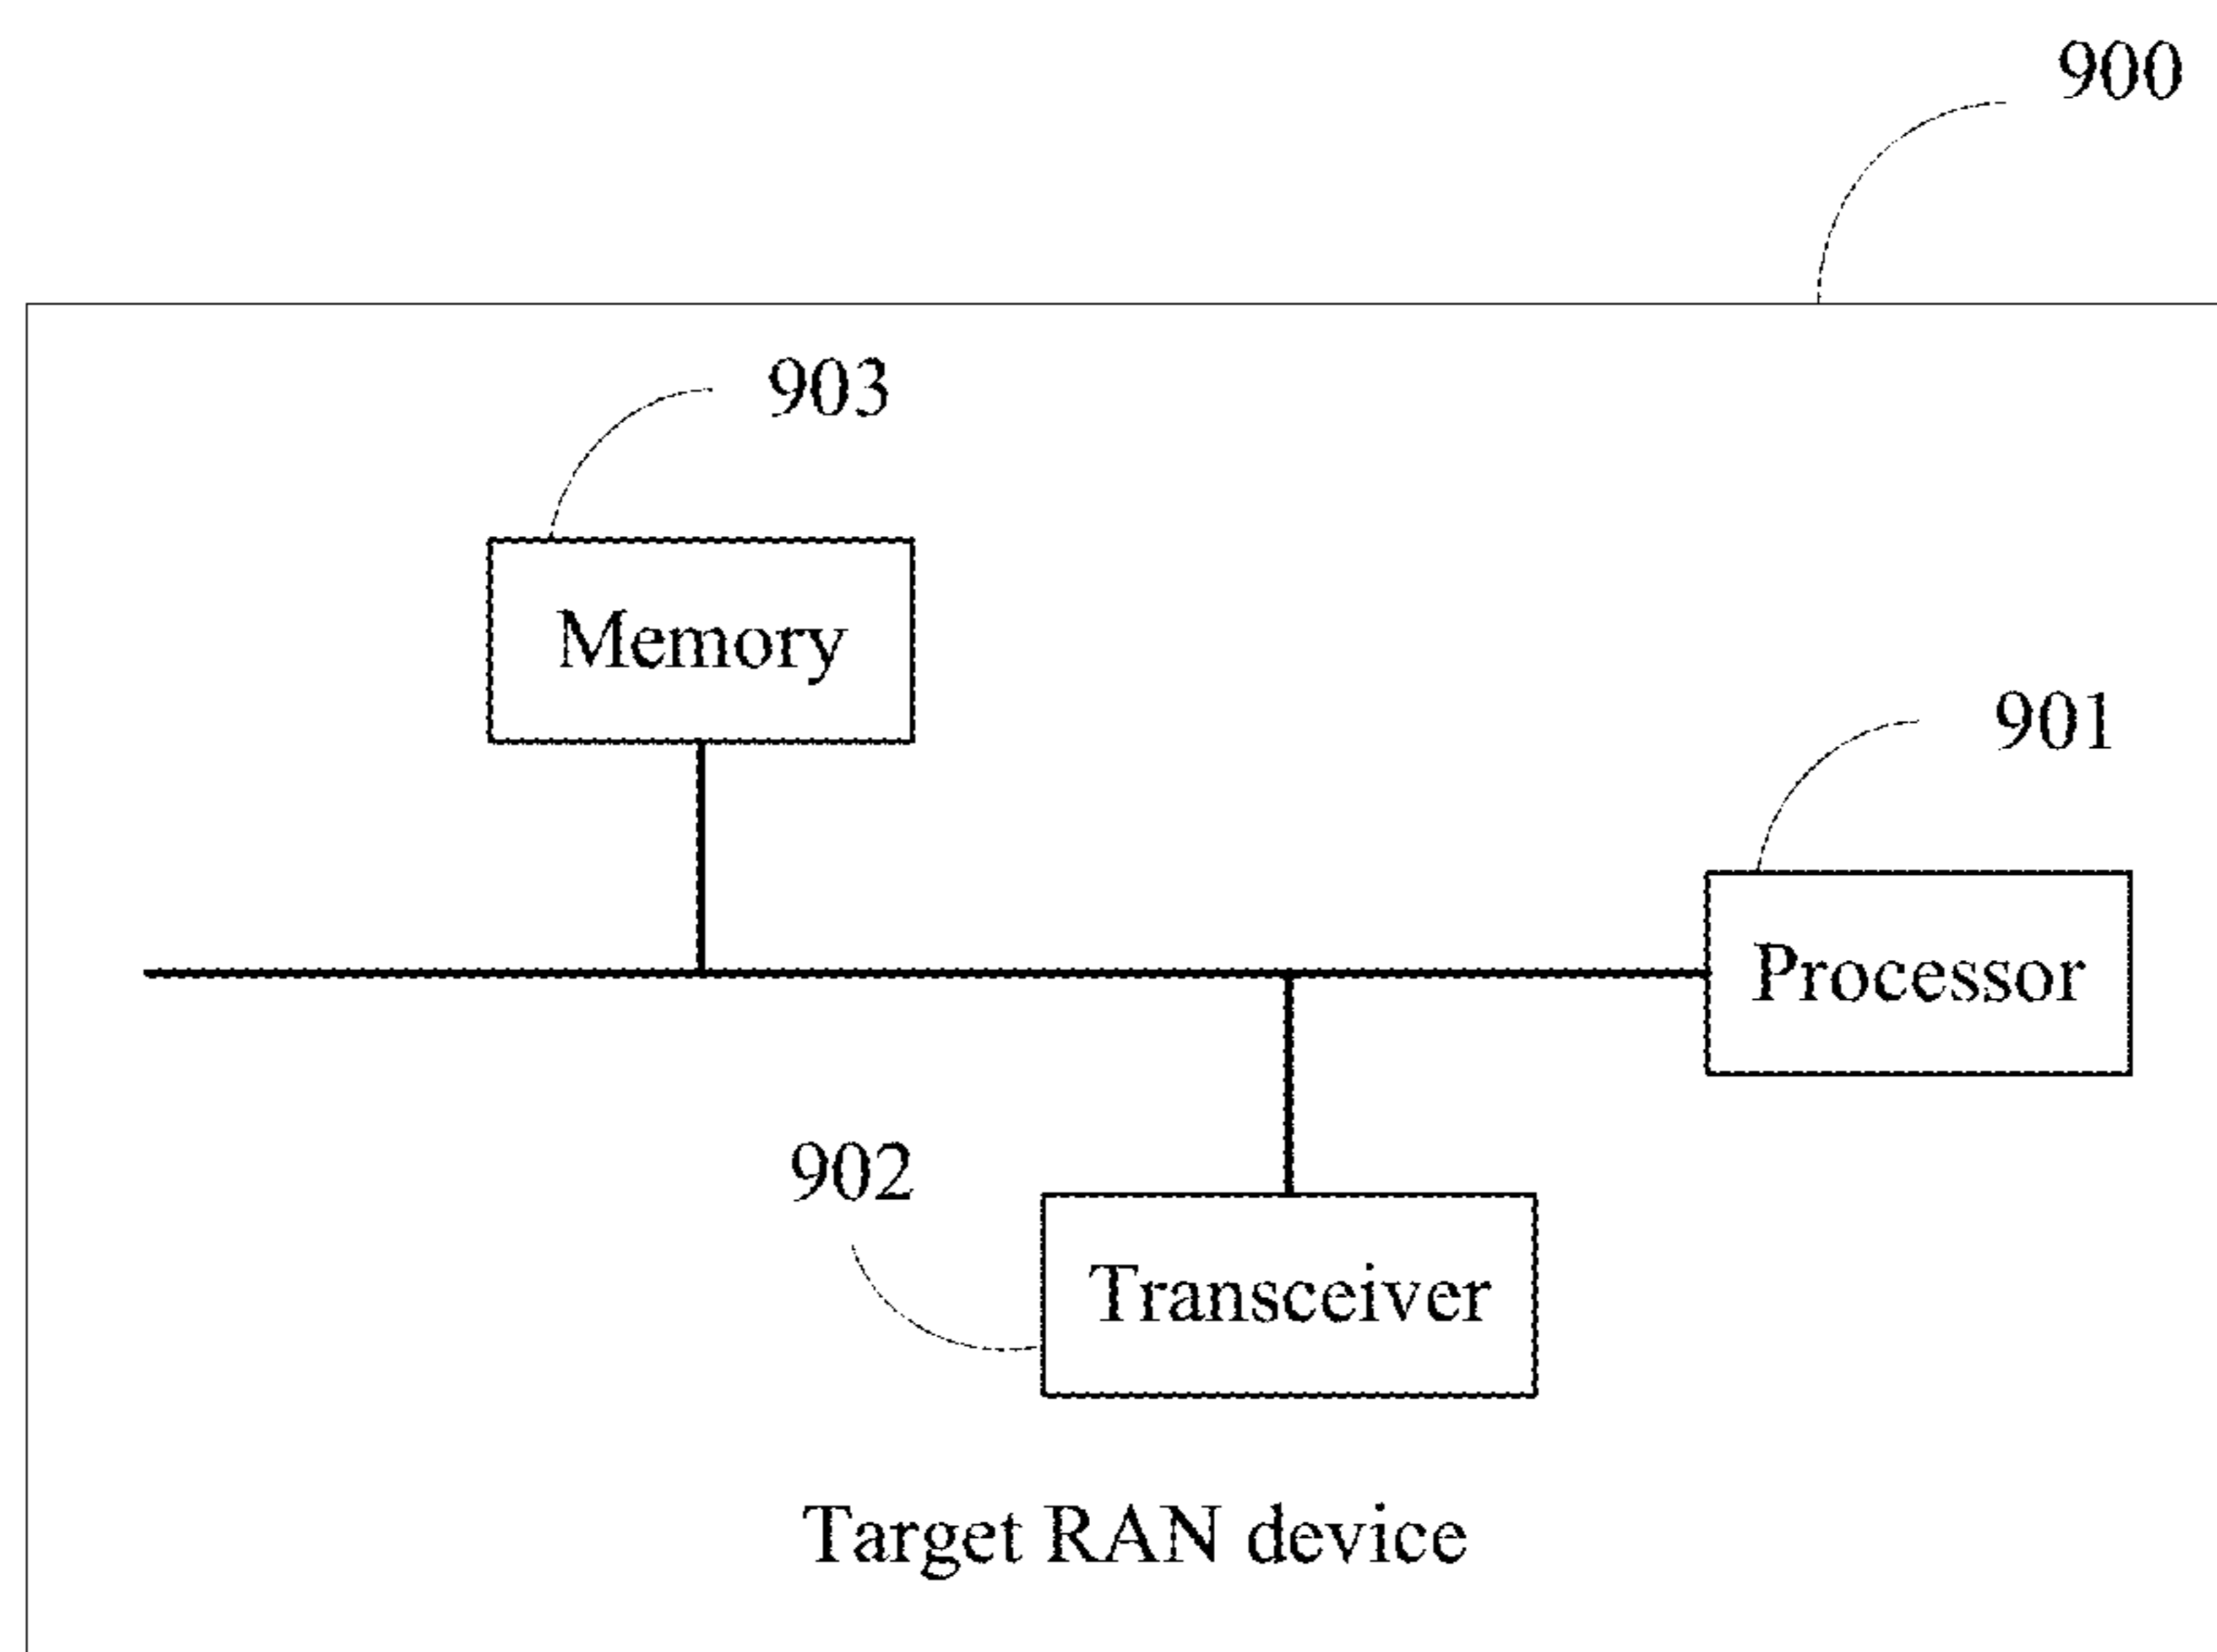 900
903
Memory
901
Processor
902
Transceiver
Target RAN device